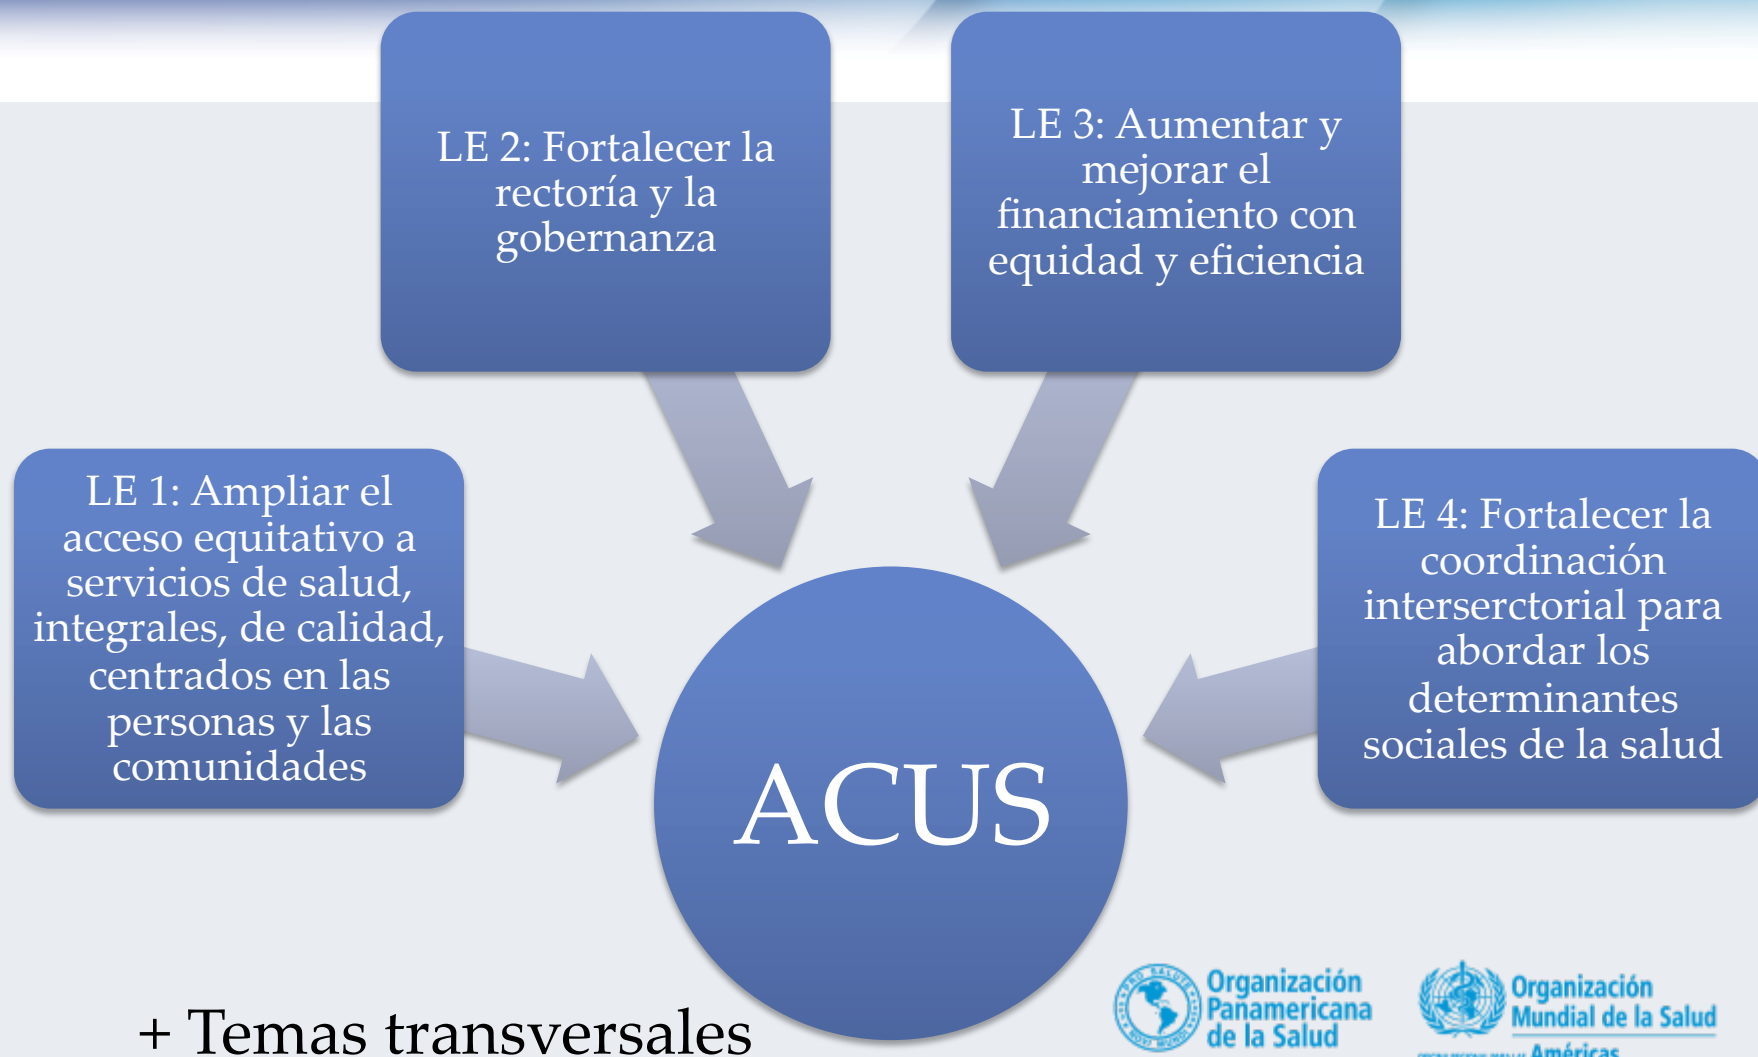 LE 2: Fortalecer la
rectoría y la
gobernanza
LE 3: Aumentar y
mejorar el
financiamiento con
equidad y eficiencia
LE 1: Ampliar el
acceso equitativo a
servicios de salud,
integrales, de calidad,
centrados en las
personas y las
comunidades
LE 4: Fortalecer la
coordinación
interserctorial para
abordar los
determinantes
sociales de la salud
ACUS
+ Temas transversales
Organización
Panamericana
de la Salud
Organización
Mundial de la Salud
Américas